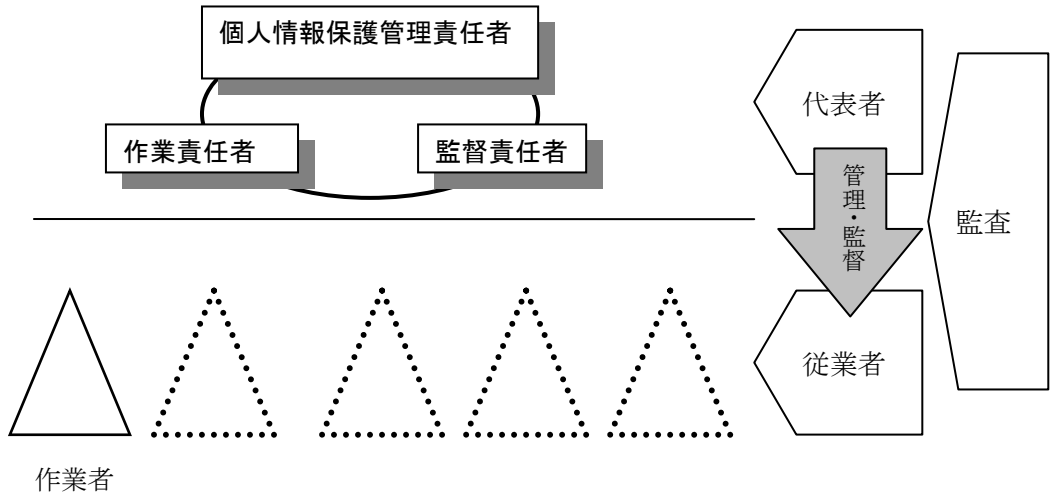 個人情報保護管理責任者
作業責任者
監督責任者
代表者
管理・監督
監査
従業者
作業者